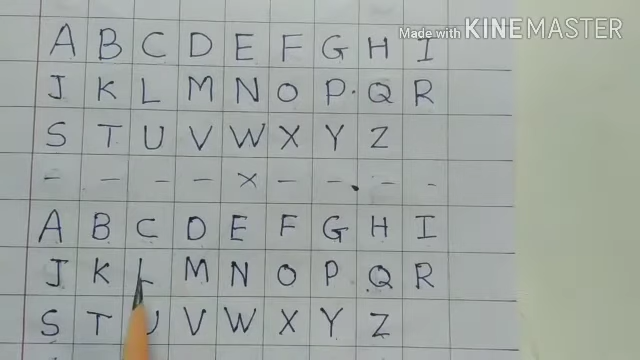 Made with KINEMASTER
A B C D E F G H I
J K L M N O P. Q R
S T U V W X Y Z
- - - - x - - - -
A B C D E F G H I
J K L M N O P Q R
S T U V W X Y Z